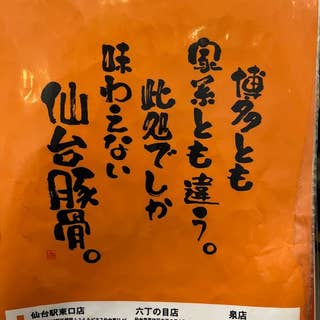 博多とも
家系とも違う。
此処でしか
味わえない
仙台豚骨。
仙台駅東口店
六丁の目店
泉店